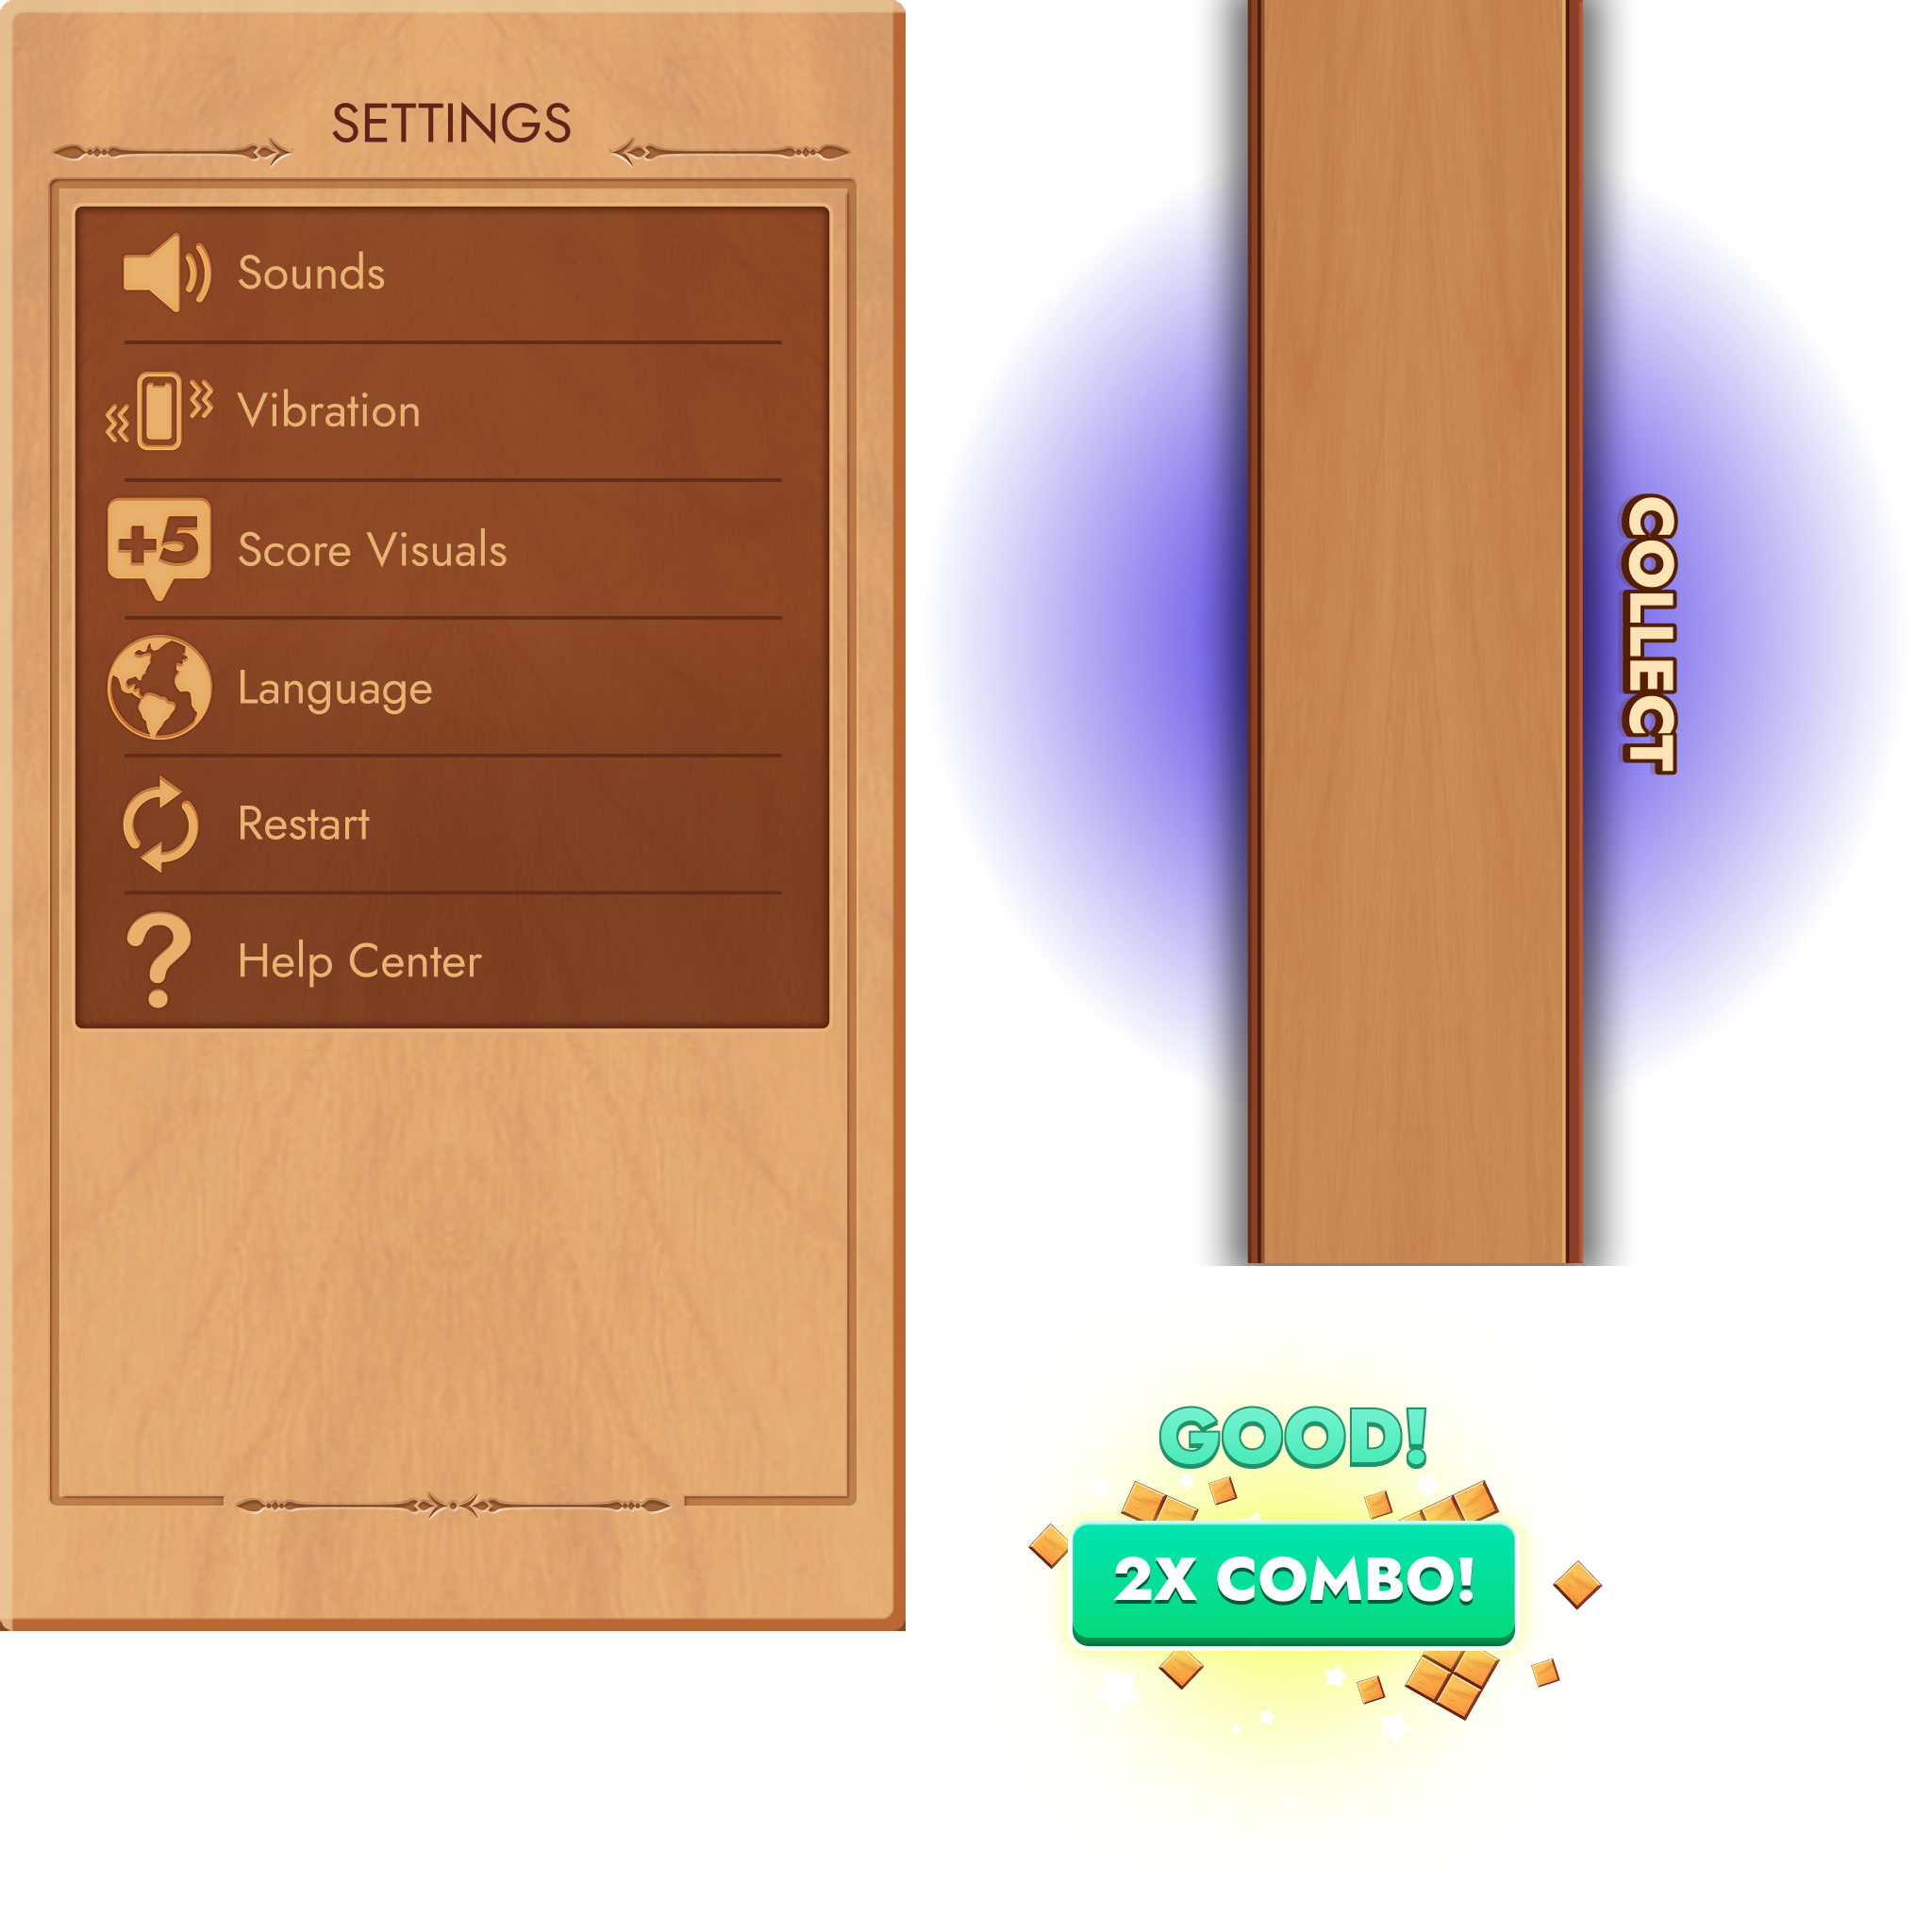 SETTINGS
Sounds
Vibration
+5
Score Visuals
Language
Restart
? Help Center
COLLECT
GOOD!
2X COMBO!